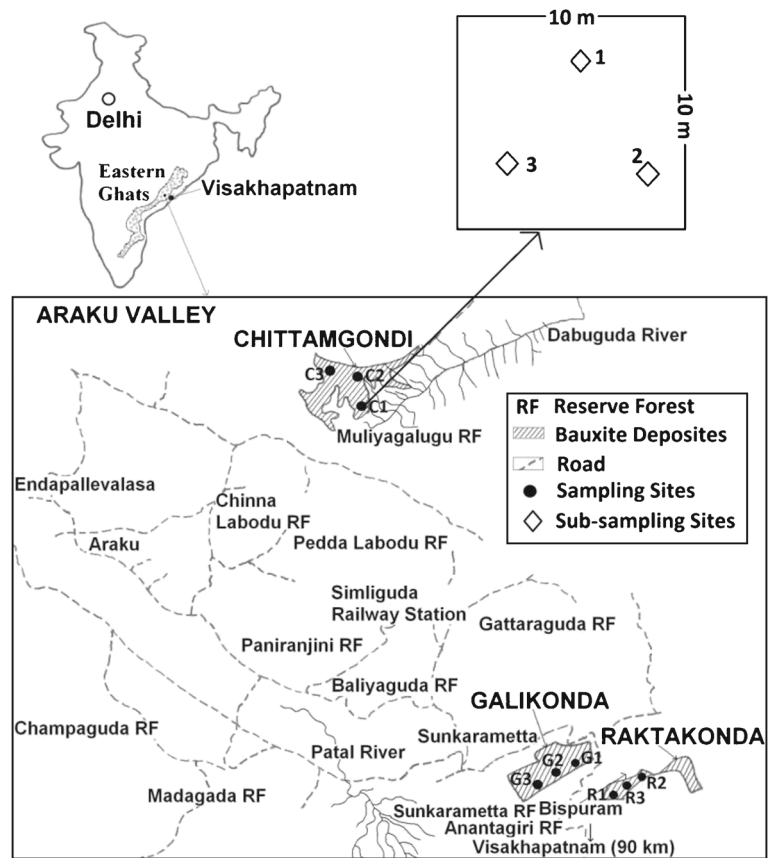 Delhi
Eastern
Ghats
Visakhapatnam
10 m
10 m
1
2
3
ARAKU VALLEY
CHITTAMGONDI
Dabuguda River
C3
C2
C1
Muliyagalugu RF
RF Reserve Forest
Bauxite Deposites
Road
Sampling Sites
Sub-sampling Sites
Endapallevalasa
Chinna
Labodu RF
Araku
Pedda Labodu RF
Simliguda
Railway Station
Gattaraguda RF
Paniranjini RF
Baliyaguda RF
GALIKONDA
Champaguda RF
Sunkarametta
RAKTAKONDA
Patal River
G1
G2
G3
R2
R1
R3
Madagada RF
Sunkarametta RF
Bispuram
Anantagiri RF
Visakhapatnam (90 km)